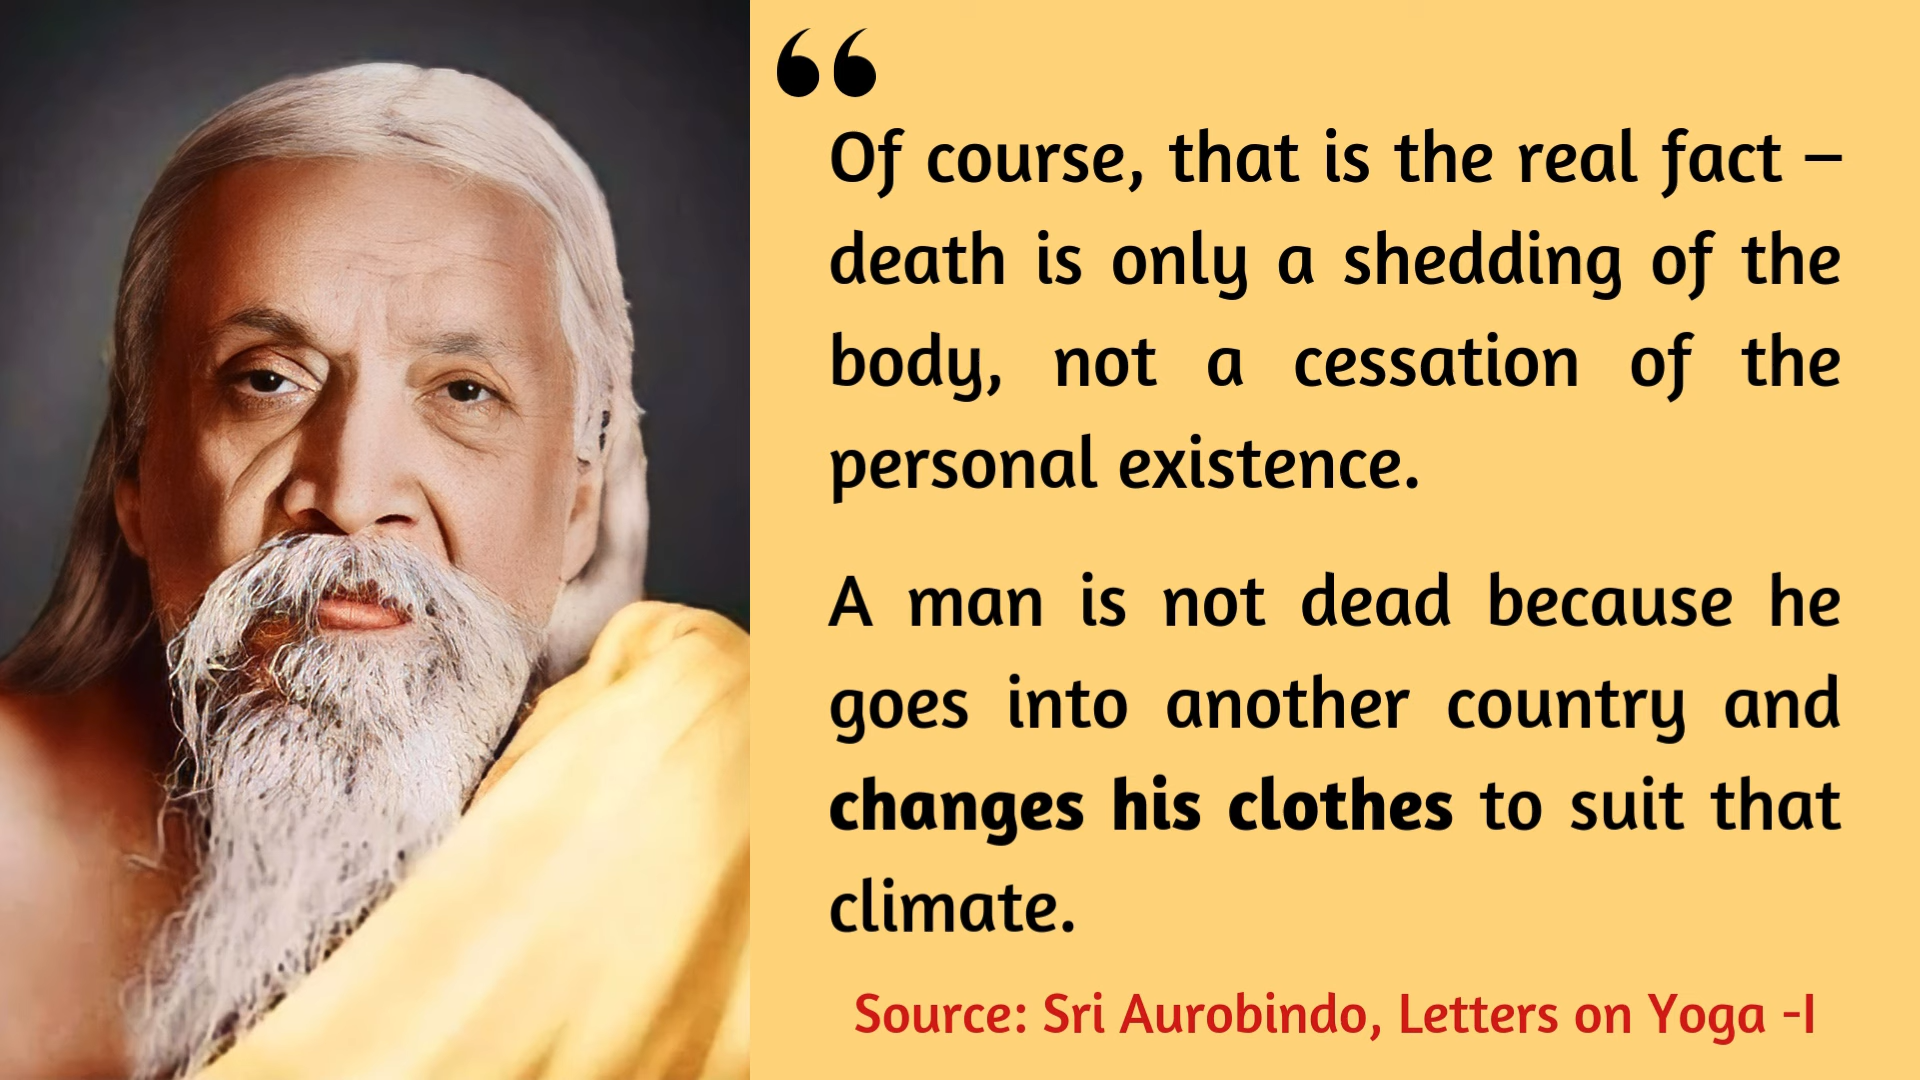 “
Of course, that is the real fact –
death is only a shedding of the
body, not a cessation of the
personal existence.
A man is not dead because he
goes into another country and
changes his clothes to suit that
climate.
Source: Sri Aurobindo, Letters on Yoga -I